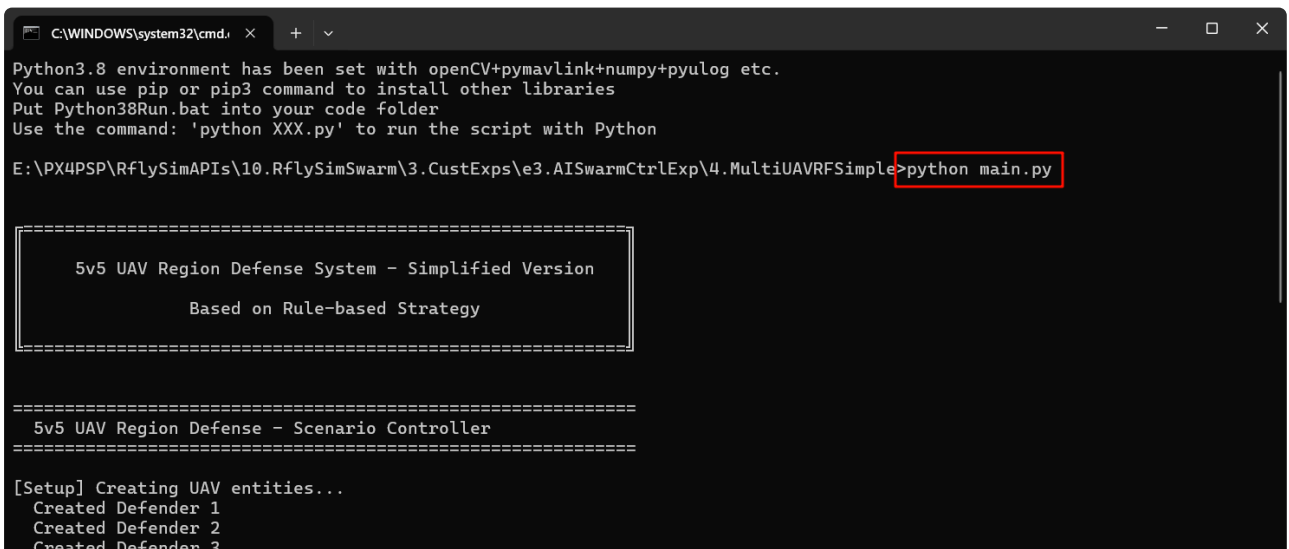 C:\WINDOWS\system32\cmd.
Python3.8 environment has been set with openCV+pymavlink+numpy+pyulog etc.
You can use pip or pip3 command to install other libraries
Put Python38Run.bat into your code folder
Use the command: 'python XXX.py' to run the script with Python
E:\PX4PSP\RflySimAPIs\10.RflySimSwarm\3.CustExps\e3.AISwarmCtrlExp\4.MultiUAVRFSimple>python main.py
╔==========================================================╗
5v5 UAV Region Defense System - Simplified Version
Based on Rule-based Strategy
╚==========================================================╝
============================================================
5v5 UAV Region Defense - Scenario Controller
============================================================
[Setup] Creating UAV entities...
Created Defender 1
Created Defender 2
Created Defender 3